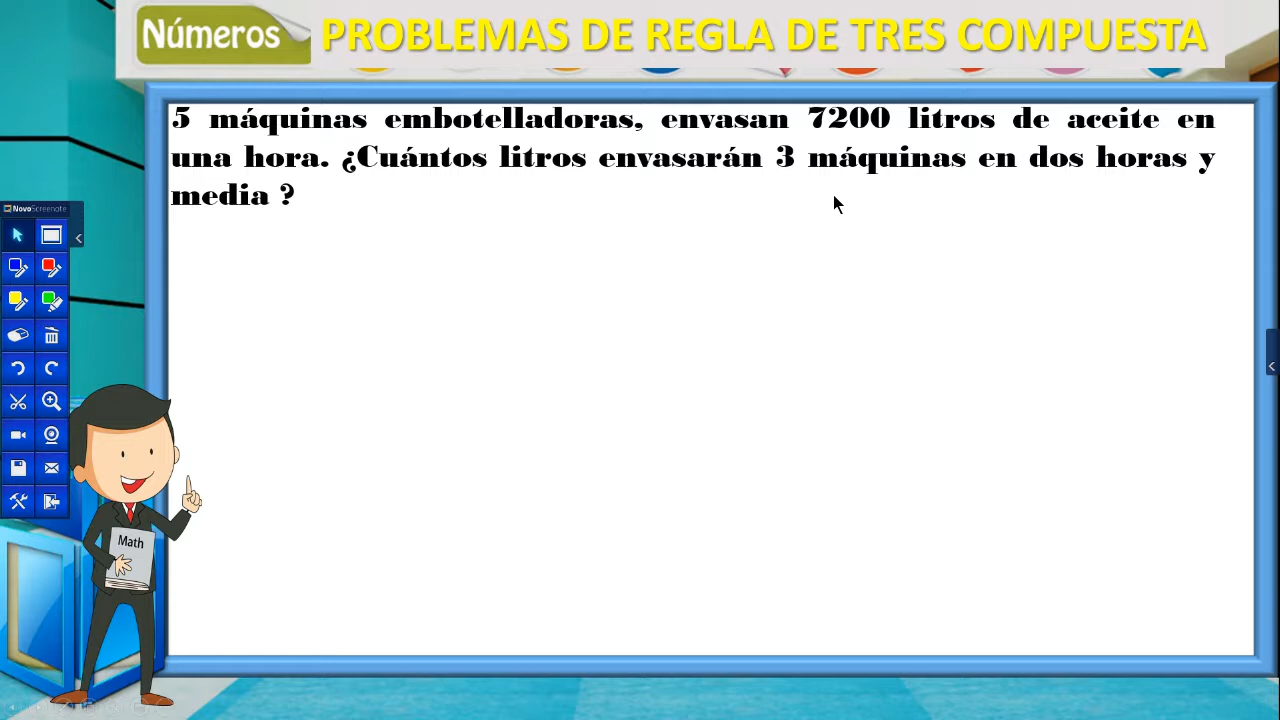 Números
PROBLEMAS DE REGLA DE TRES COMPUESTA
5 máquinas embotelladoras, envasan 7200 litros de aceite en
una hora. ¿Cuántos litros envasarán 3 máquinas en dos horas y
media ?
NovoScreenote
Math